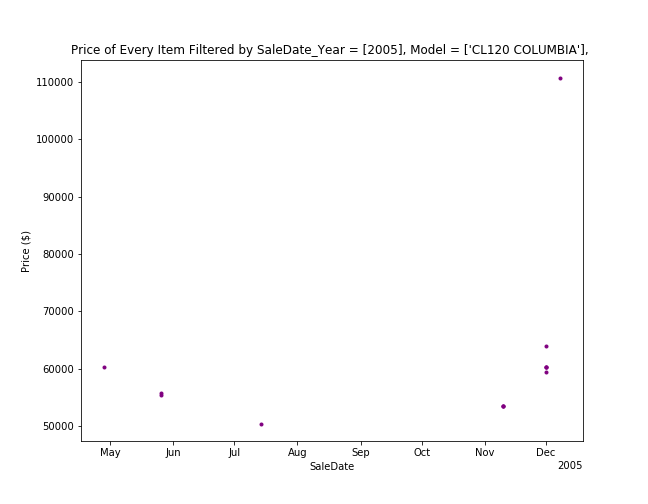 Price of Every Item Filtered by SaleDate_Year = [2005], Model = ['CL120 COLUMBIA'],
110000
100000
90000
80000
70000
60000
50000
Price ($)
May Jun Jul Aug Sep Oct Nov Dec
SaleDate
2005